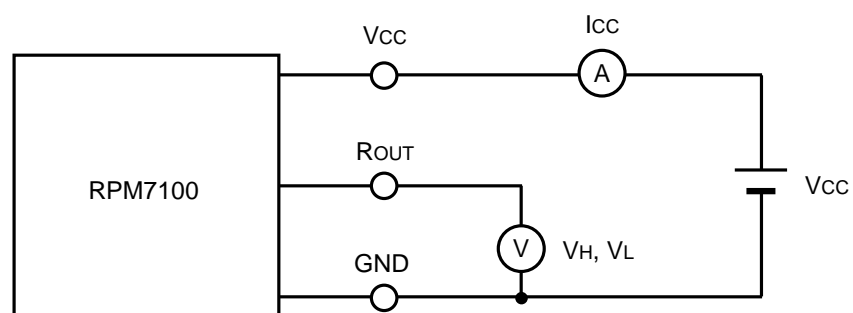 ICC
VCC
A
ROUT
RPM7100
VCC
V
VH, VL
GND